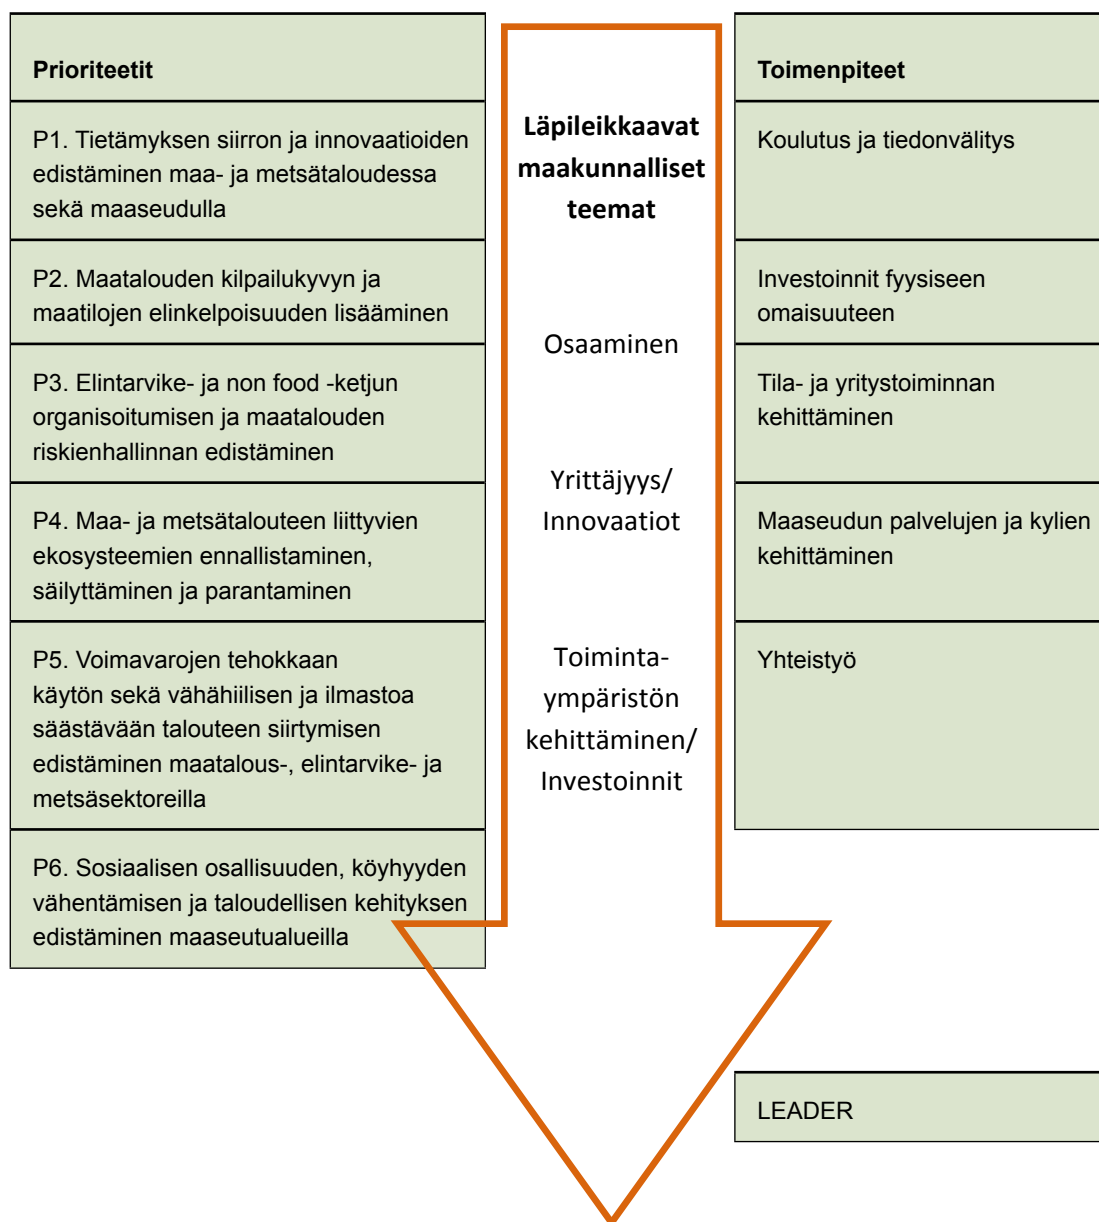 Prioriteetit
P1. Tietämyksen siirron ja innovaatioiden
edistäminen maa- ja metsätaloudessa
sekä maaseudulla
P2. Maatalouden kilpailukyvyn ja
maatilojen elinkelpoisuuden lisääminen
P3. Elintarvike- ja non food -ketjun
organisoitumisen ja maatalouden
riskienhallinnan edistäminen
P4. Maa- ja metsätalouteen liittyvien
ekosysteemien ennallistaminen,
säilyttäminen ja parantaminen
P5. Voimavarojen tehokkaan
käytön sekä vähähiilisen ja ilmastoa
säästävään talouteen siirtymisen
edistäminen maatalous-, elintarvike- ja
metsäsektoreilla
P6. Sosiaalisen osallisuuden, köyhyyden
vähentämisen ja taloudellisen kehityksen
edistäminen maaseutualueilla
Läpileikkaavat
maakunnalliset
teemat
Osaaminen
Yrittäjyys/
Innovaatiot
Toiminta-
ympäristön
kehittäminen/
Investoinnit
Toimenpiteet
Koulutus ja tiedonvälitys
Investoinnit fyysiseen
omaisuuteen
Tila- ja yritystoiminnan
kehittäminen
Maaseudun palvelujen ja kylien
kehittäminen
Yhteistyö
LEADER